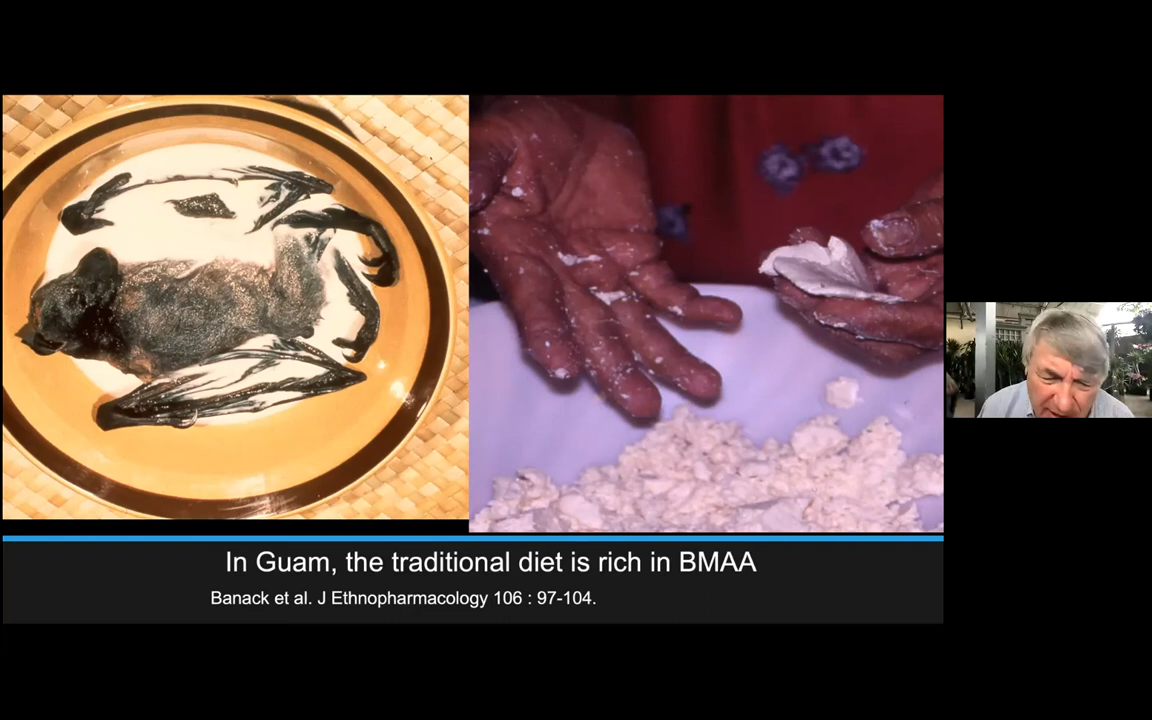 In Guam, the traditional diet is rich in BMAA
Banack et al. J Ethnopharmacology 106 : 97-104.